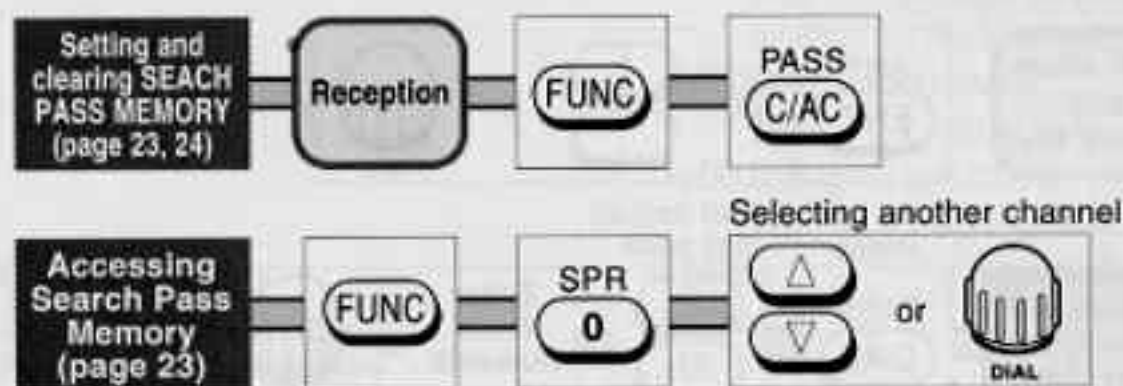 Setting and
clearing SEACH
PASS MEMORY
(page 23, 24)
Reception
FUNC
PASS
C/AC
Selecting another channel
Accessing
Search Pass
Memory
(page 23)
FUNC
SPR
0
or
DIAL